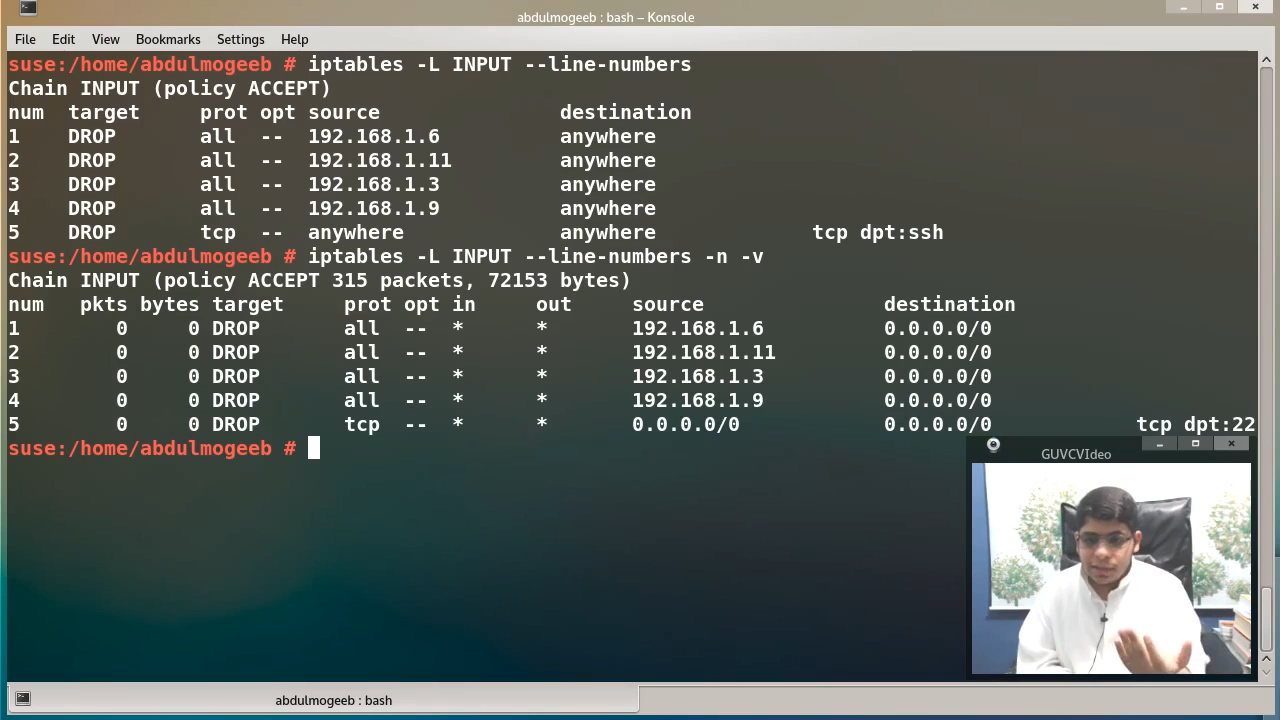 abdulmogeeb : bash – Konsole
File Edit View Bookmarks Settings Help
suse:/home/abdulmogeeb # iptables -L INPUT --line-numbers
Chain INPUT (policy ACCEPT)
num target prot opt source destination
1 DROP all -- 192.168.1.6 anywhere
2 DROP all -- 192.168.1.11 anywhere
3 DROP all -- 192.168.1.3 anywhere
4 DROP all -- 192.168.1.9 anywhere
5 DROP tcp -- anywhere anywhere tcp dpt:ssh
suse:/home/abdulmogeeb # iptables -L INPUT --line-numbers -n -v
Chain INPUT (policy ACCEPT 315 packets, 72153 bytes)
num pkts bytes target prot opt in out source destination
1 0 0 DROP all -- * * 192.168.1.6 0.0.0.0/0
2 0 0 DROP all -- * * 192.168.1.11 0.0.0.0/0
3 0 0 DROP all -- * * 192.168.1.3 0.0.0.0/0
4 0 0 DROP all -- * * 192.168.1.9 0.0.0.0/0
5 0 0 DROP tcp -- * * 0.0.0.0/0 0.0.0.0/0 tcp dpt:22
suse:/home/abdulmogeeb #
GUVCVIdeo
abdulmogeeb : bash